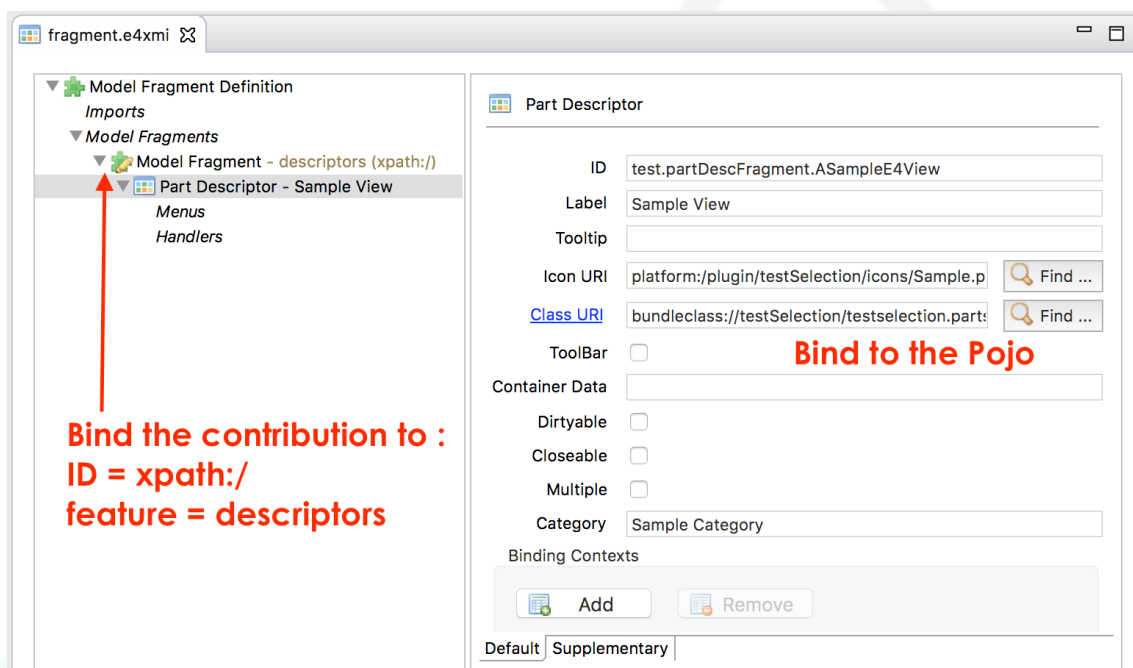 fragment.e4xmi
Model Fragment Definition
Imports
Model Fragments
Model Fragment - descriptors (xpath:/)
Part Descriptor - Sample View
Menus
Handlers
Bind the contribution to :
ID = xpath:/
feature = descriptors
Part Descriptor
ID test.partDescFragment.ASampleE4View
Label Sample View
Tooltip
Icon URI platform:/plugin/testSelection/icons/Sample.p Find ...
Class URI bundleclass://testSelection/testselection.parts Find ...
ToolBar
Bind to the Pojo
Container Data
Dirtyable
Closeable
Multiple
Category Sample Category
Binding Contexts
Add Remove
Default Supplementary